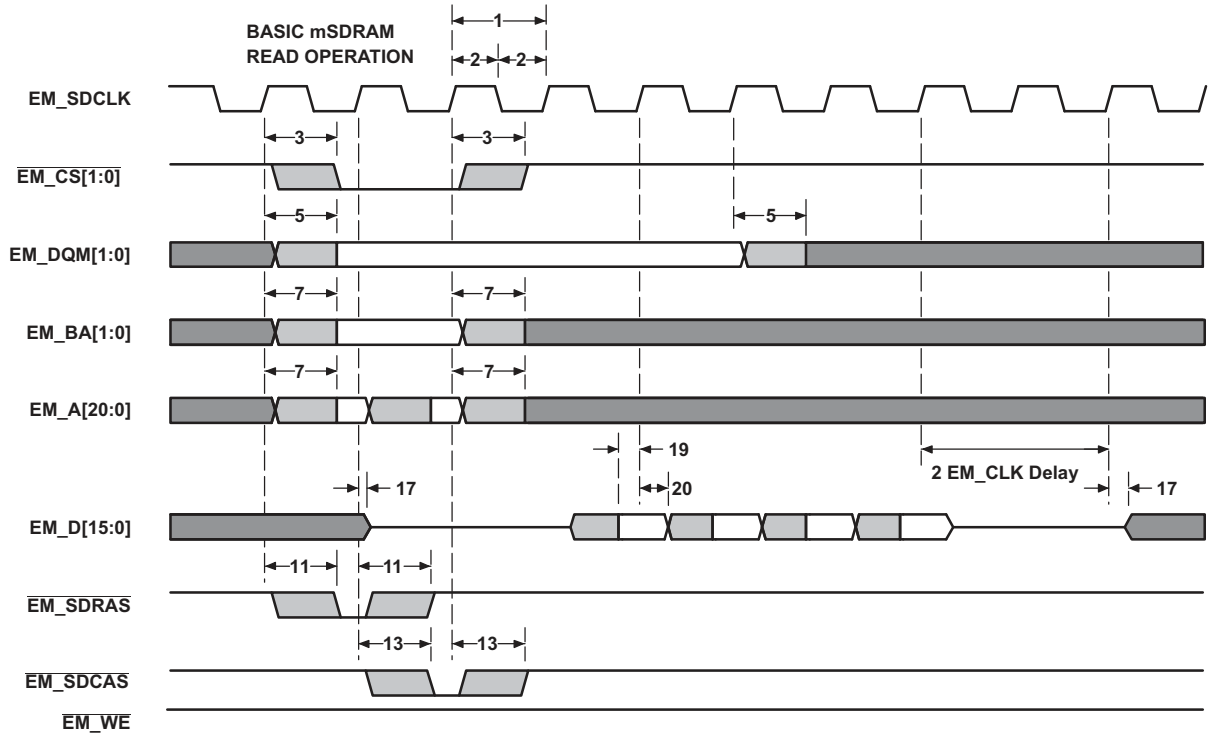 BASIC mSDRAM
READ OPERATION
1
2 2
EM_SDCLK
3 3
EM_CS[1:0]
5 5
EM_DQM[1:0]
7 7
EM_BA[1:0]
7 7
EM_A[20:0]
19
2 EM_CLK Delay
17 20 17
EM_D[15:0]
11 11
EM_SDRAS
13 13
EM_SDCAS
EM_WE